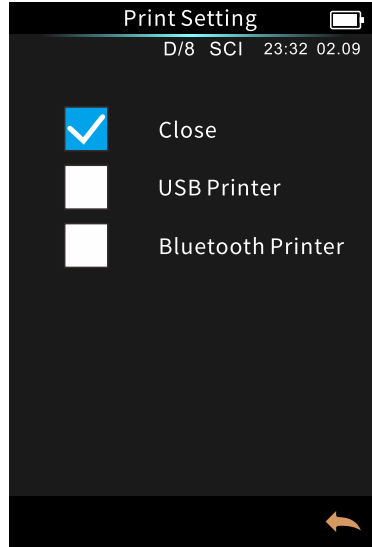 Print Setting
D/8 SCI 23:32 02.09
Close
USB Printer
Bluetooth Printer